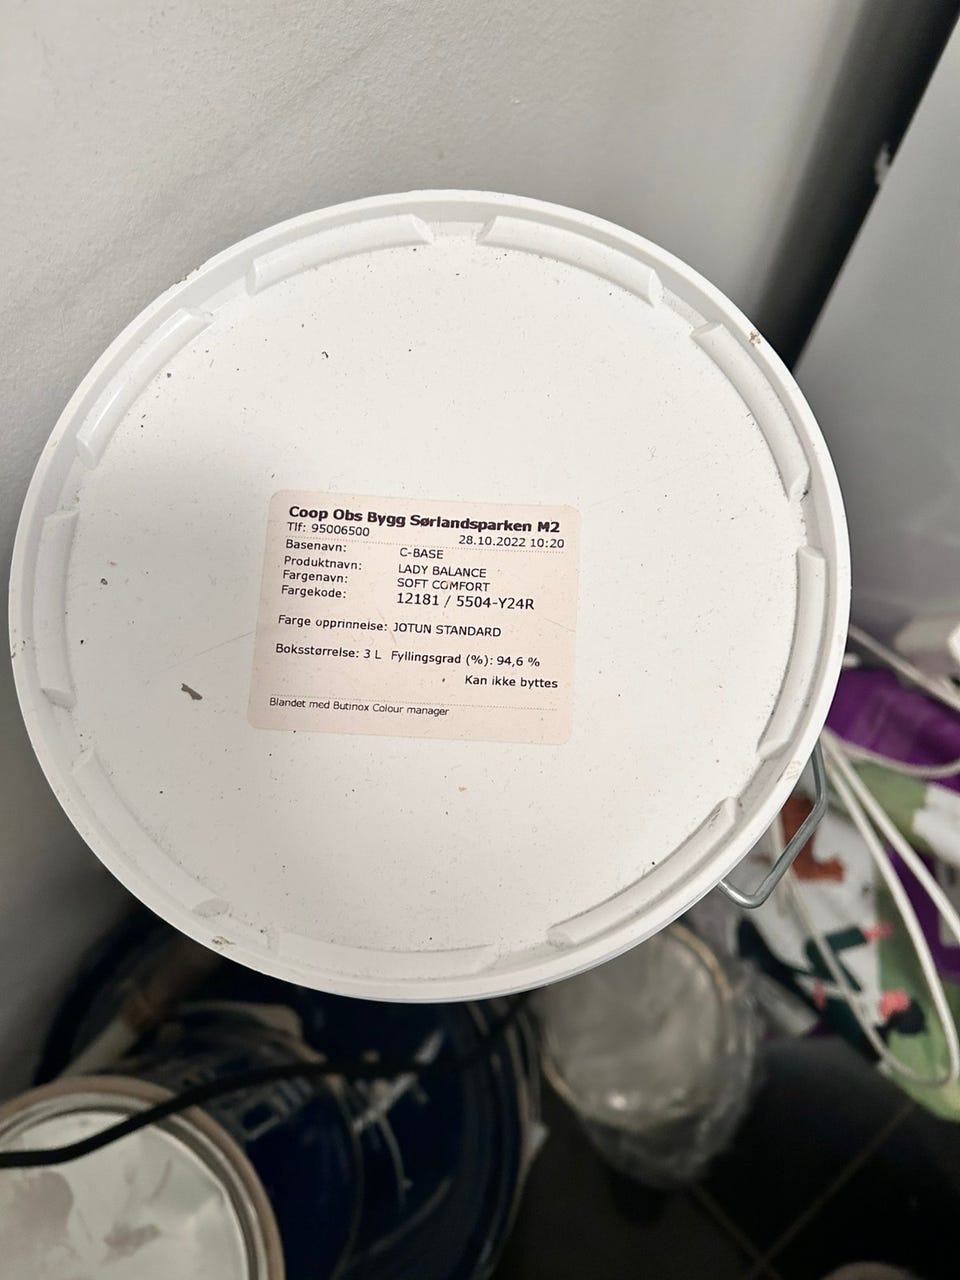 Coop Obs Bygg Sørlandsparken M2
Tlf: 95006500 28.10.2022 10:20
Basenavn: C-BASE
Produktnavn: LADY BALANCE
Fargenavn: SOFT COMFORT
Fargekode: 12181 / 5504-Y24R
Farge opprinnelse: JOTUN STANDARD
Boksstørrelse: 3 L Fyllingsgrad (%): 94,6 %
Kan ikke byttes
Blandet med Butinox Colour manager